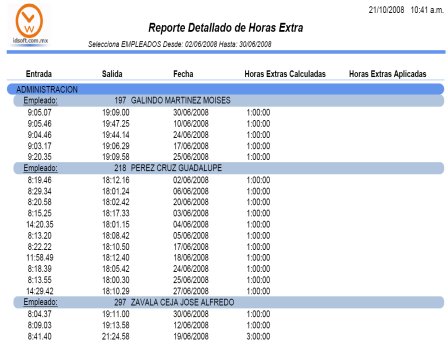 21/10/2008 10:41 a.m.
idsoft.com.mx
Reporte Detallado de Horas Extra
Selecciona EMPLEADOS Desde: 02/06/2008 Hasta: 30/06/2008
Entrada Salida Fecha Horas Extras Calculadas Horas Extras Aplicadas
ADMINISTRACION
Empleado: 197 GALINDO MARTINEZ MOISES
9:05.07 19:09.00 30/06/2008 1:00:00
9:05.46 19:47.25 10/06/2008 1:00:00
9:04.46 19:44.14 24/06/2008 1:00:00
9:03.17 19:06.29 17/06/2008 1:00:00
9:20.35 19:09.58 25/06/2008 1:00:00
Empleado: 218 PEREZ CRUZ GUADALUPE
8:19.46 18:12.16 02/06/2008 1:00:00
8:29.34 18:01.24 06/06/2008 1:00:00
8:20.58 18:02.42 20/06/2008 1:00:00
8:15.25 18:17.33 03/06/2008 1:00:00
14:20.35 18:01.15 04/06/2008 1:00:00
8:13.20 18:08.42 05/06/2008 1:00:00
8:22.22 18:10.50 17/06/2008 1:00:00
11:58.49 18:12.40 18/06/2008 1:00:00
8:18.39 18:05.42 24/06/2008 1:00:00
8:13.55 18:00.30 25/06/2008 1:00:00
14:29.42 18:10.29 27/06/2008 1:00:00
Empleado: 297 ZAVALA CEJA JOSE ALFREDO
8:04.37 19:11.00 30/06/2008 1:00:00
8:09.03 19:13.58 12/06/2008 1:00:00
8:41.40 21:24.58 19/06/2008 3:00:00